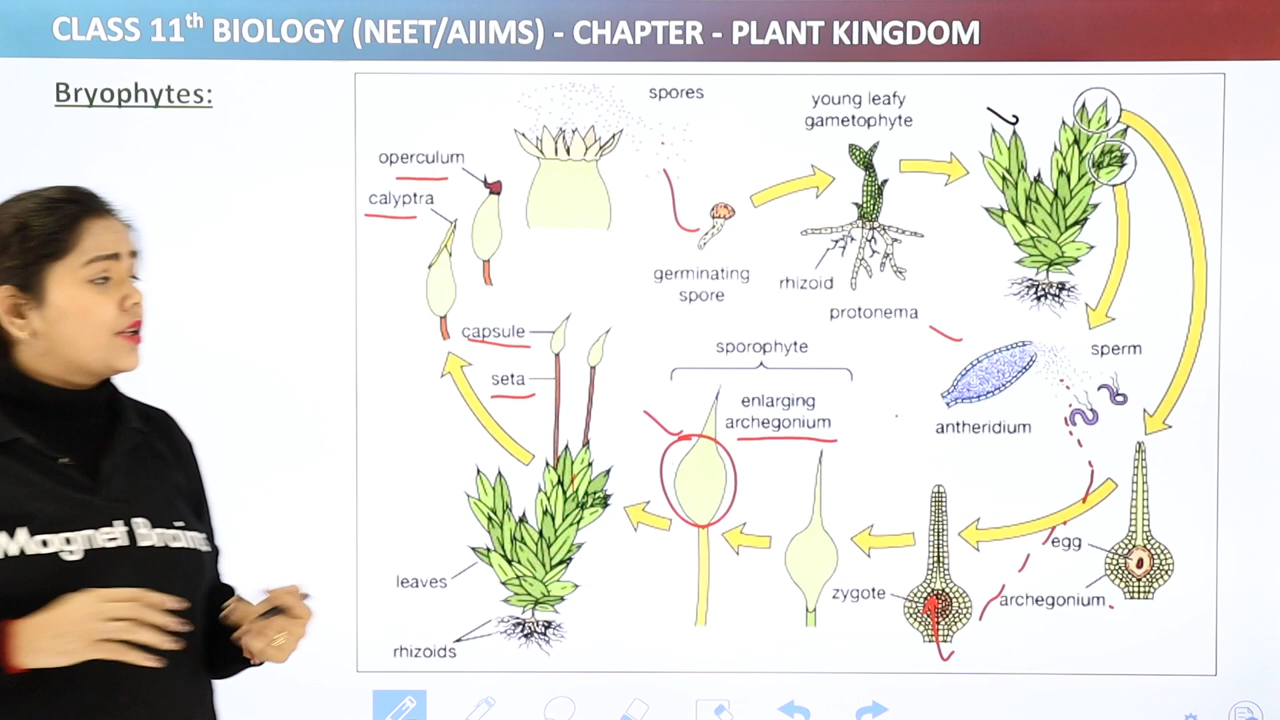 CLASS 11th BIOLOGY (NEET/AIIMS) - CHAPTER - PLANT KINGDOM
Bryophytes:
spores
young leafy
gametophyte
operculum
calyptra
germinating
spore
rhizoid
protonema
capsule
seta
sporophyte
enlarging
archegonium
sperm
antheridium
egg
archegonium
zygote
leaves
rhizoids
Magnet Brains